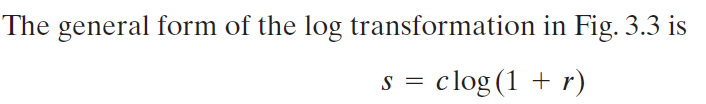 The general form of the log transformation in Fig. 3.3 is
s = c log (1 + r)